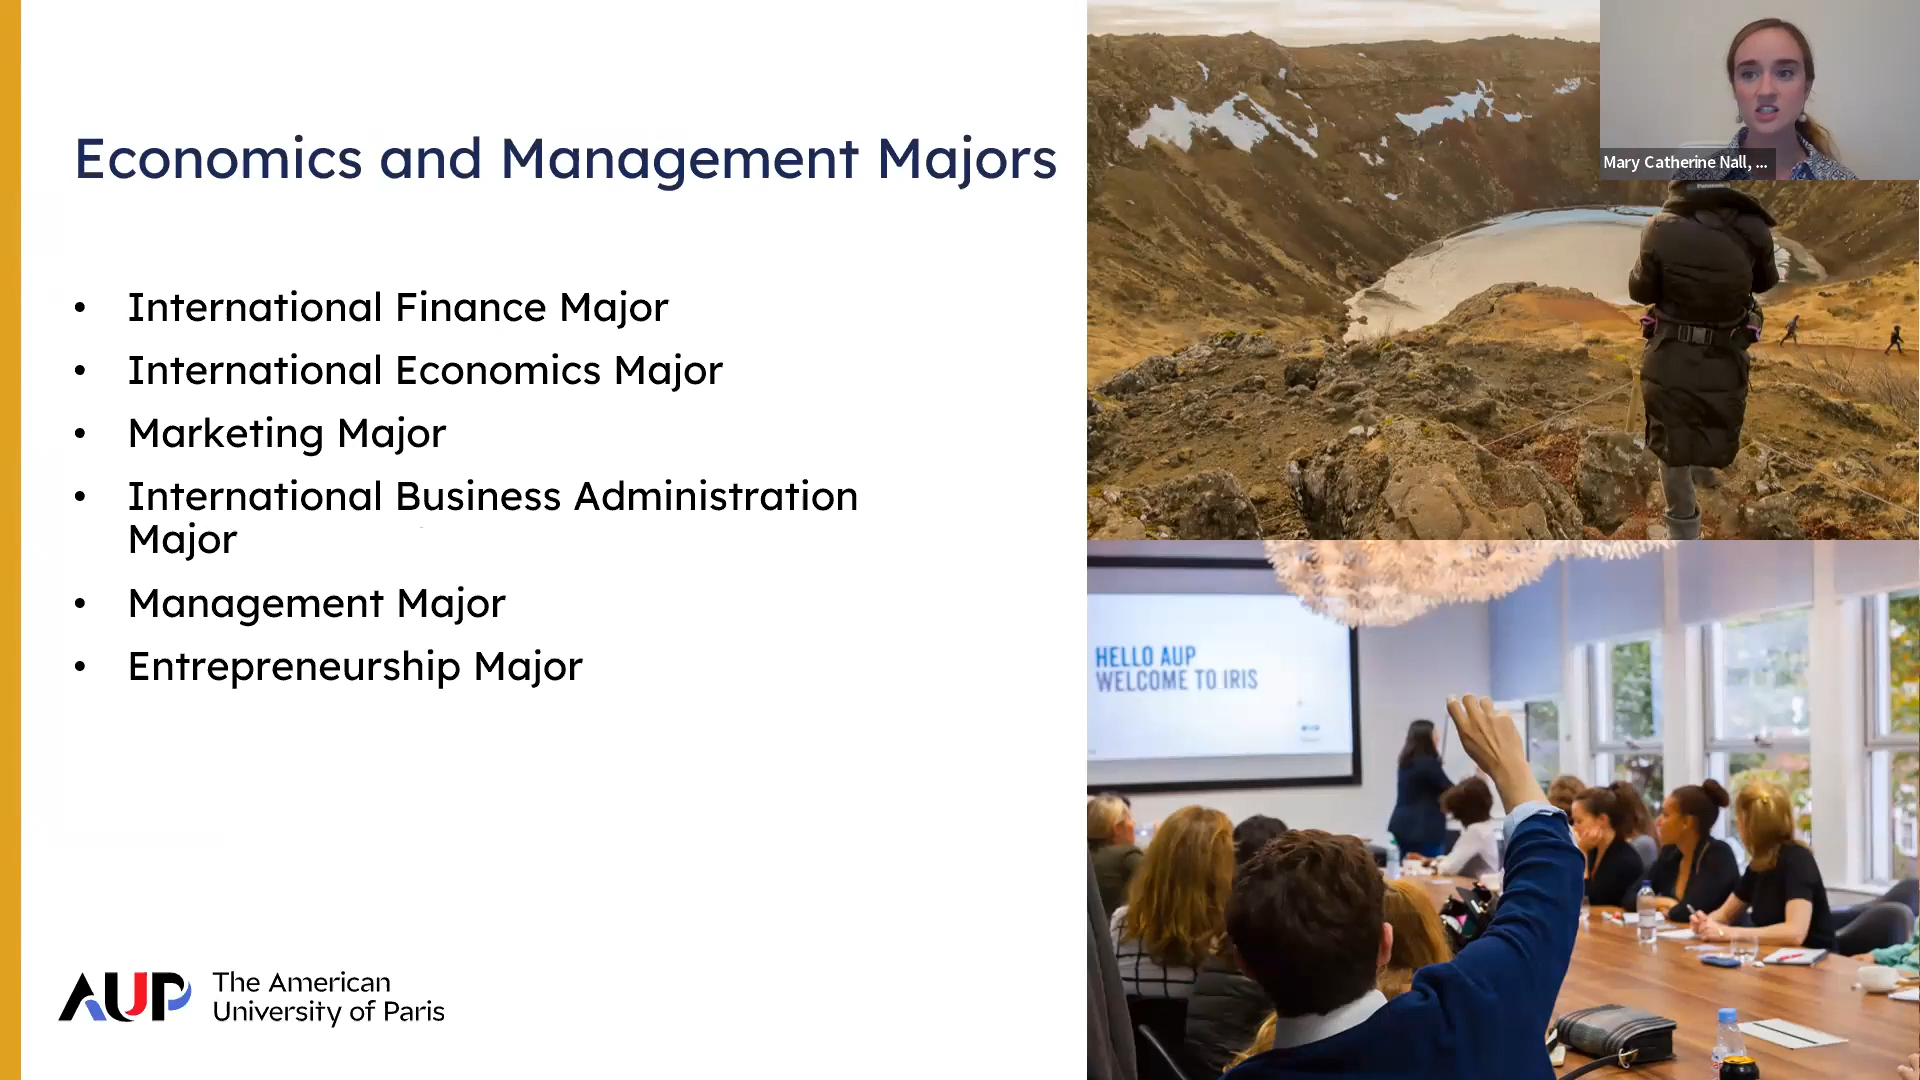 Economics and Management Majors
• International Finance Major
• International Economics Major
• Marketing Major
• International Business Administration
Major
• Management Major
• Entrepreneurship Major
AUP
The American
University of Paris
Mary Catherine Nall, ...
HELLO AUP
WELCOME TO IRIS